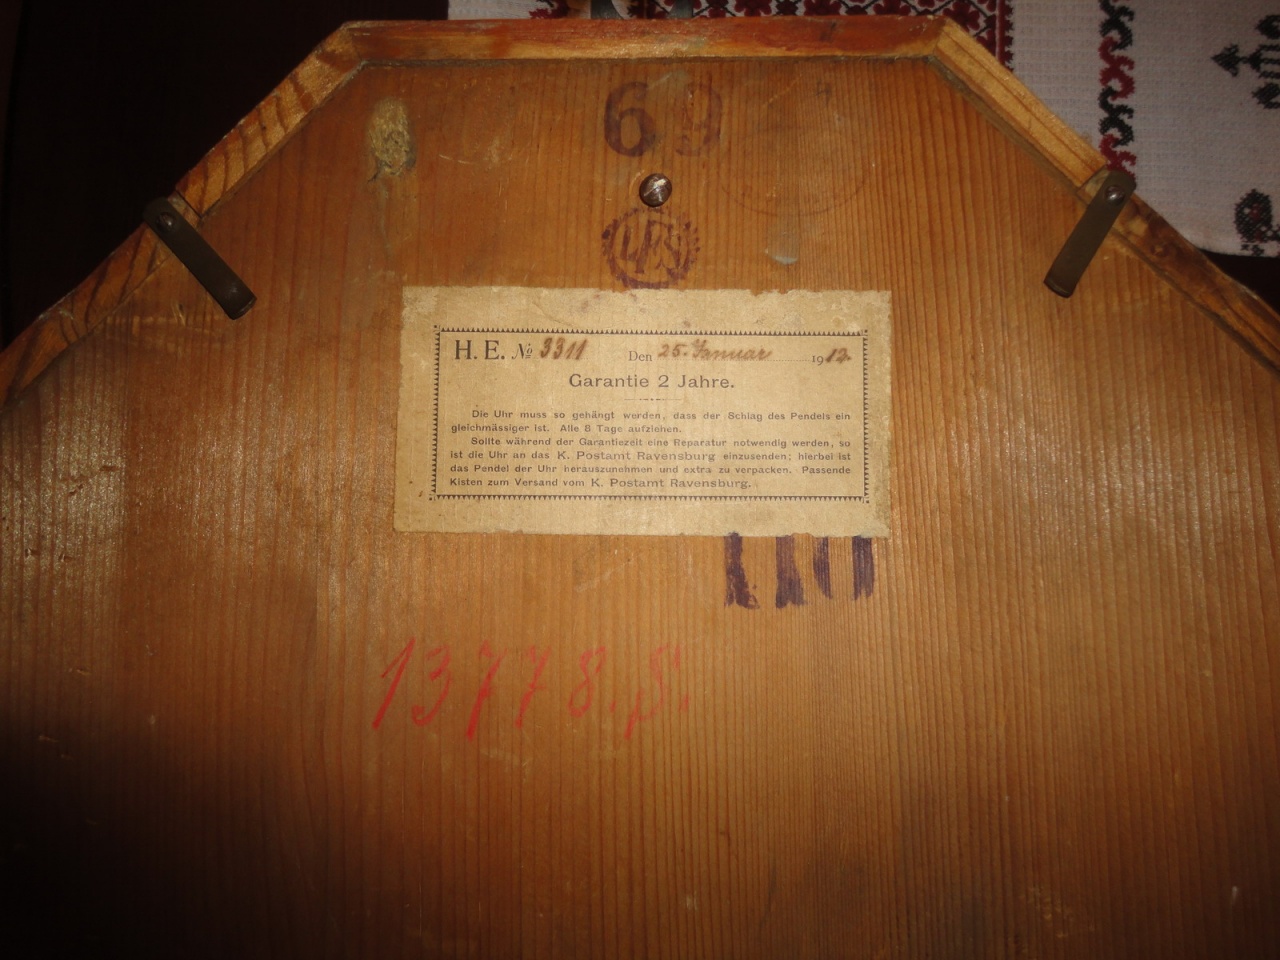 69
LFS
H. E. № 3311 Den 25. Januar 1912.
Garantie 2 Jahre.
Die Uhr muss so gehängt werden, dass der Schlag des Pendels ein
gleichmässiger ist. Alle 8 Tage aufziehen.
Sollte während der Garantiezeit eine Reparatur notwendig werden, so
ist die Uhr an das K. Postamt Ravensburg einzusenden; hierbei ist
das Pendel der Uhr herauszunehmen und extra zu verpacken. Passende
Kisten zum Versand vom K. Postamt Ravensburg.
110
13778.S.